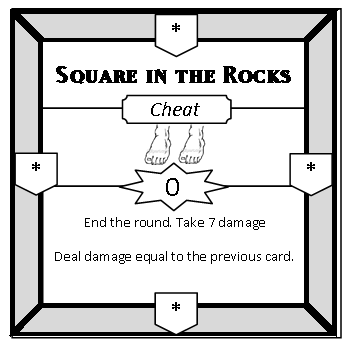 *
SQUARE IN THE ROCKS
Cheat
* *
0
End the round. Take 7 damage
Deal damage equal to the previous card.
*